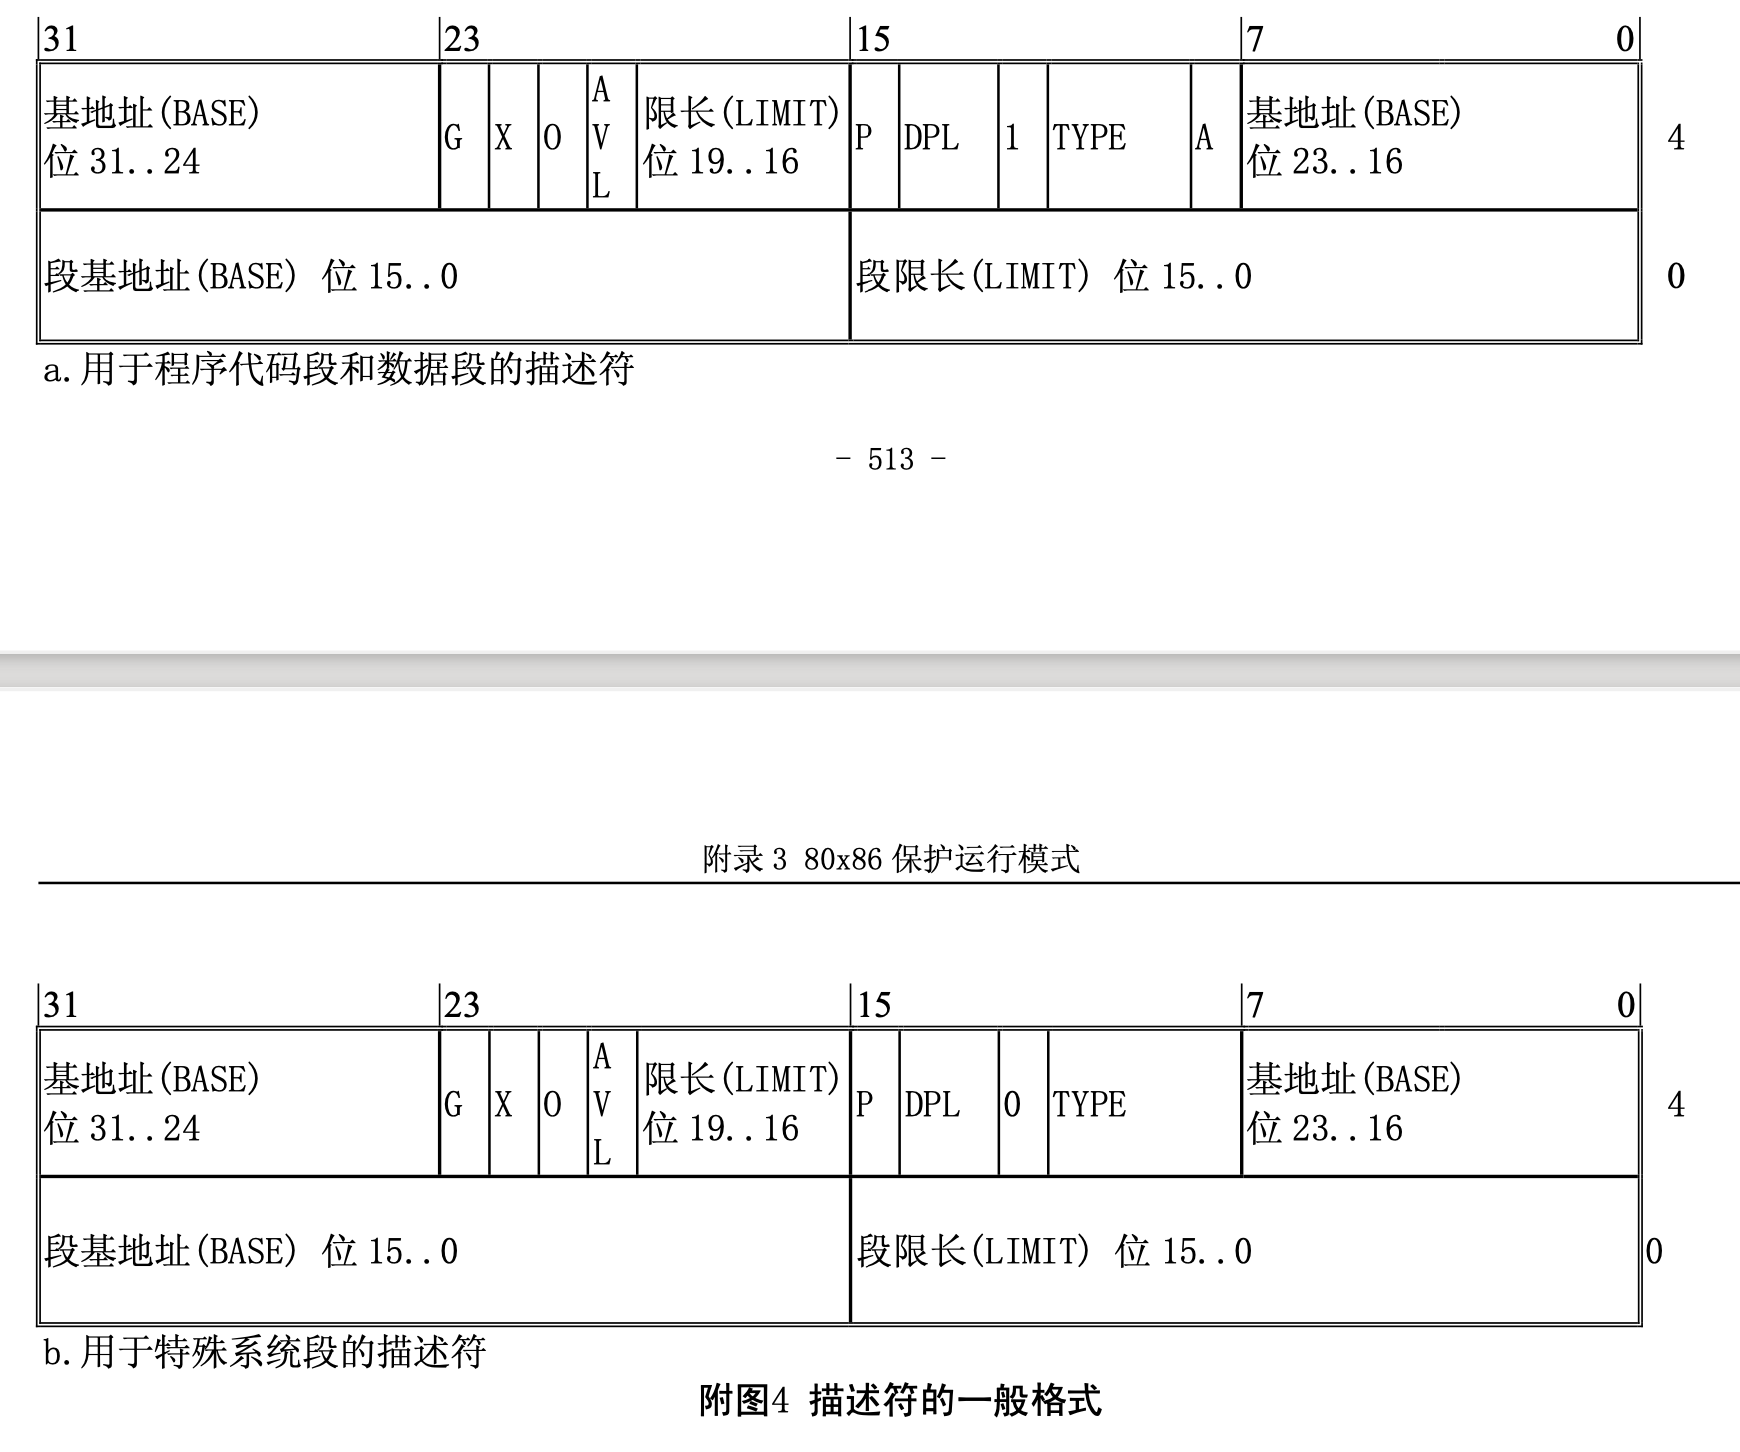 31 23 15 7 0
基地址(BASE) 位 31..24 G X O AVL 限长(LIMIT) 位 19..16 P DPL 1 TYPE A 基地址(BASE) 位 23..16 4
段基地址(BASE) 位 15..0 段限长(LIMIT) 位 15..0 0
a.用于程序代码段和数据段的描述符
- 513 -
附录 3 80x86 保护运行模式
31 23 15 7 0
基地址(BASE) 位 31..24 G X O AVL 限长(LIMIT) 位 19..16 P DPL 0 TYPE 基地址(BASE) 位 23..16 4
段基地址(BASE) 位 15..0 段限长(LIMIT) 位 15..0 0
b.用于特殊系统段的描述符
附图4 描述符的一般格式